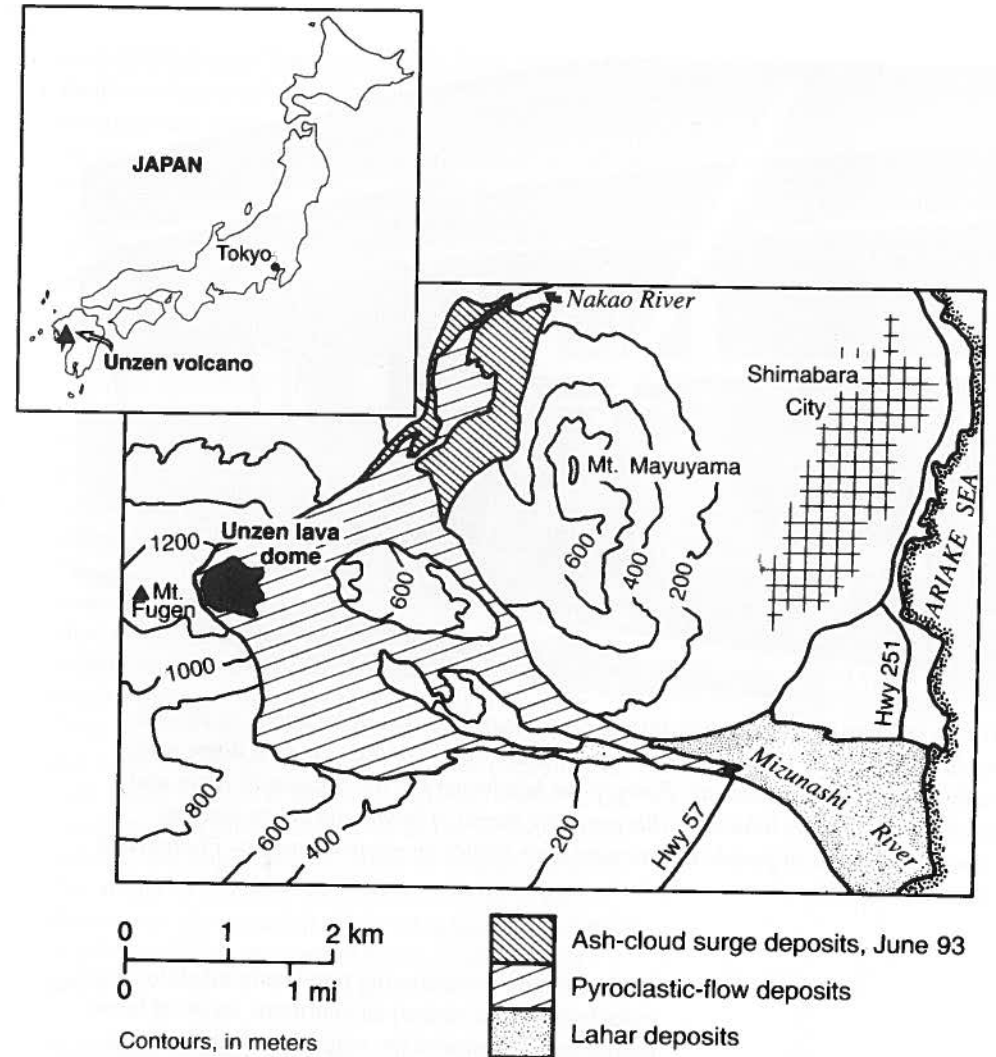 JAPAN
Tokyo
Unzen volcano
Nakao River
Shimabara
City
Mt. Mayuyama
ARIAKE SEA
Unzen lava
dome
1200
Mt.
Fugen
600
600
400
200
1000
Hwy 251
Mizunashi
River
800
600
400
200
Hwy 57
0 1 2 km
0 1 mi
Contours, in meters
Ash-cloud surge deposits, June 93
Pyroclastic-flow deposits
Lahar deposits